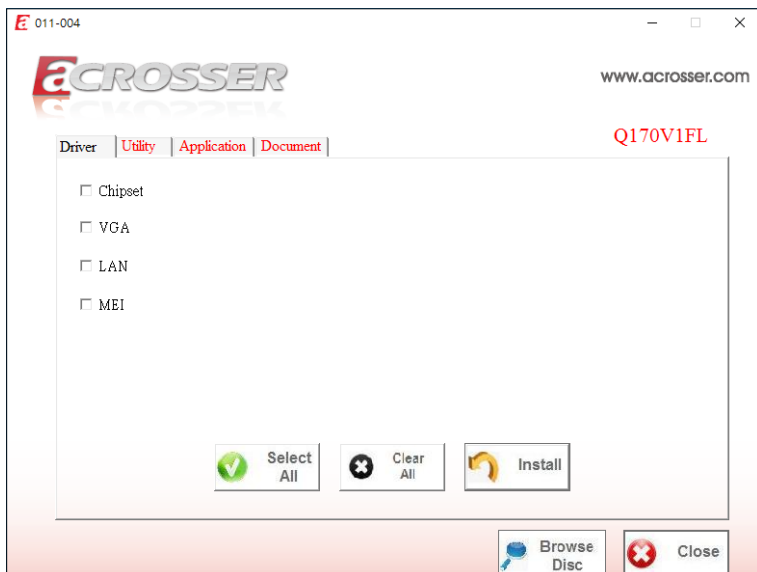 011-004
aCROSSER
www.acrosser.com
Q170V1FL
Driver Utility Application Document
Chipset
VGA
LAN
MEI
Select All
Clear All
Install
Browse Disc
Close